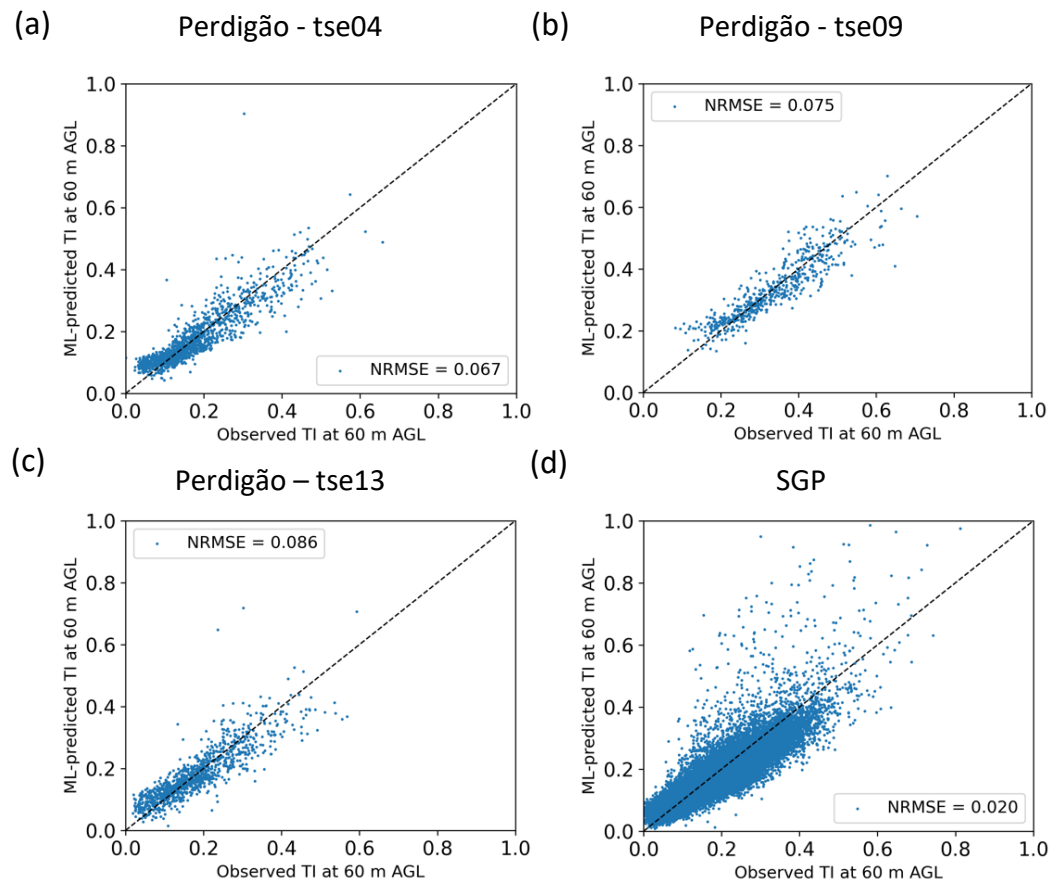 (a)
Perdigão - tse04
1.0
0.8
0.6
0.4
0.2
0.0
ML-predicted TI at 60 m AGL
NRMSE = 0.067
0.0 0.2 0.4 0.6 0.8 1.0
Observed TI at 60 m AGL
(b)
Perdigão - tse09
1.0
0.8
0.6
0.4
0.2
0.0
ML-predicted TI at 60 m AGL
NRMSE = 0.075
0.0 0.2 0.4 0.6 0.8 1.0
Observed TI at 60 m AGL
(c)
Perdigão – tse13
1.0
0.8
0.6
0.4
0.2
0.0
ML-predicted TI at 60 m AGL
NRMSE = 0.086
0.0 0.2 0.4 0.6 0.8 1.0
Observed TI at 60 m AGL
(d)
SGP
1.0
0.8
0.6
0.4
0.2
0.0
ML-predicted TI at 60 m AGL
NRMSE = 0.020
0.0 0.2 0.4 0.6 0.8 1.0
Observed TI at 60 m AGL